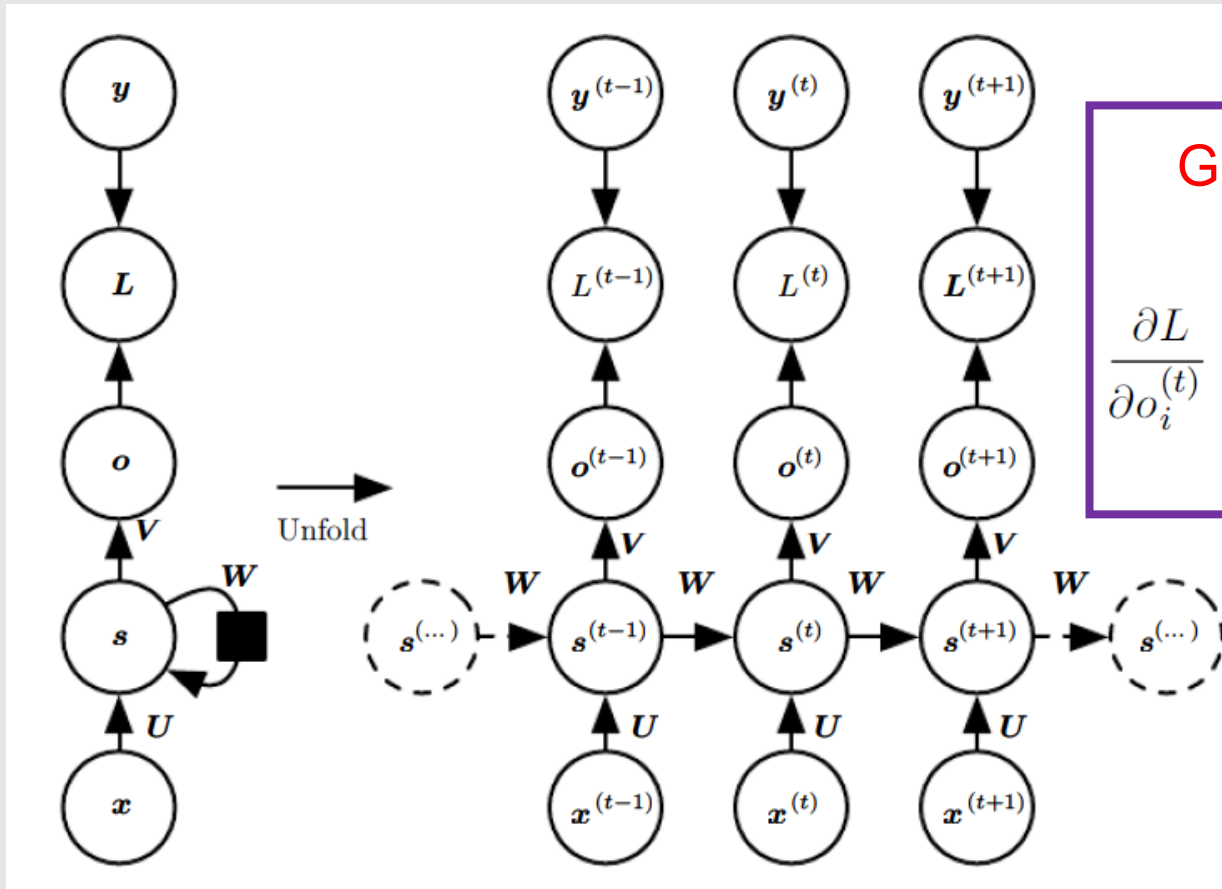 y
y^{(t-1)} y^{(t)} y^{(t+1)}
G
L
L^{(t-1)} L^{(t)} L^{(t+1)}
∂L
∂o_i^{(t)}
o
o^{(t-1)} o^{(t)} o^{(t+1)}
Unfold
V
V V V
W
W W W W
s
s^{(...)} s^{(t-1)} s^{(t)} s^{(t+1)} s^{(...)}
U
U U U
x
x^{(t-1)} x^{(t)} x^{(t+1)}